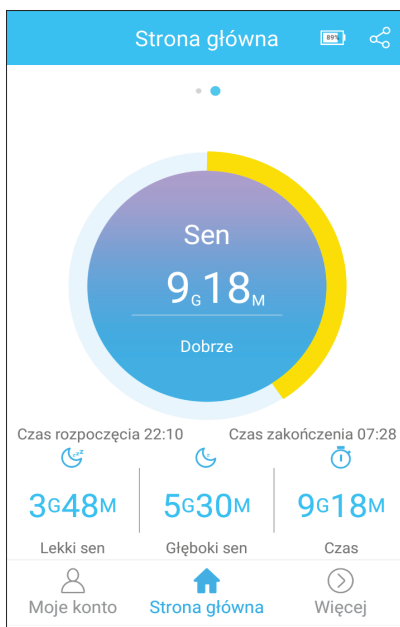 Strona główna 89%
Sen
9G18M
Dobrze
Czas rozpoczęcia 22:10 Czas zakończenia 07:28
3G48M 5G30M 9G18M
Lekki sen Głęboki sen Czas
Moje konto Strona główna Więcej